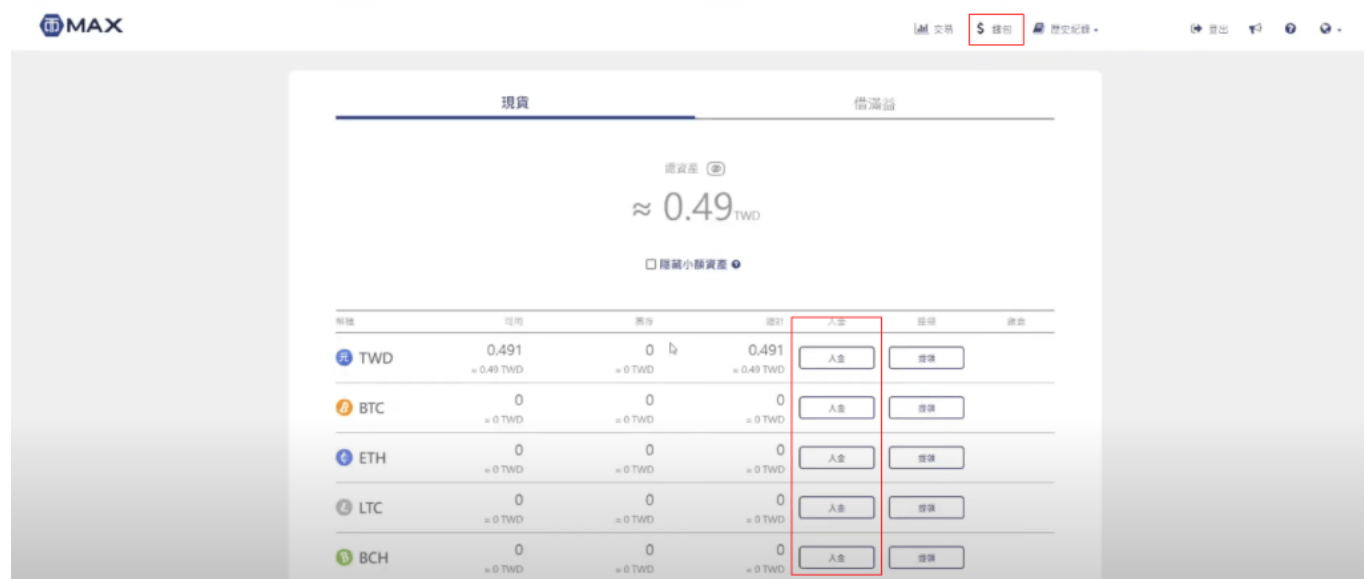 MAX
交易 錢包 歷史紀錄 登出
現貨 借滿益
總資產
≈ 0.49 TWD
隱藏小額資產
幣種 可用 總計 入金 提領
TWD 0.491 0 0.491 入金 提領
≈ 0.49 TWD ≈ 0 TWD ≈ 0.49 TWD
BTC 0 0 0 入金 提領
≈ 0 TWD ≈ 0 TWD ≈ 0 TWD
ETH 0 0 0 入金 提領
≈ 0 TWD ≈ 0 TWD ≈ 0 TWD
LTC 0 0 0 入金 提領
≈ 0 TWD ≈ 0 TWD ≈ 0 TWD
BCH 0 0 0 入金 提領
≈ 0 TWD ≈ 0 TWD ≈ 0 TWD